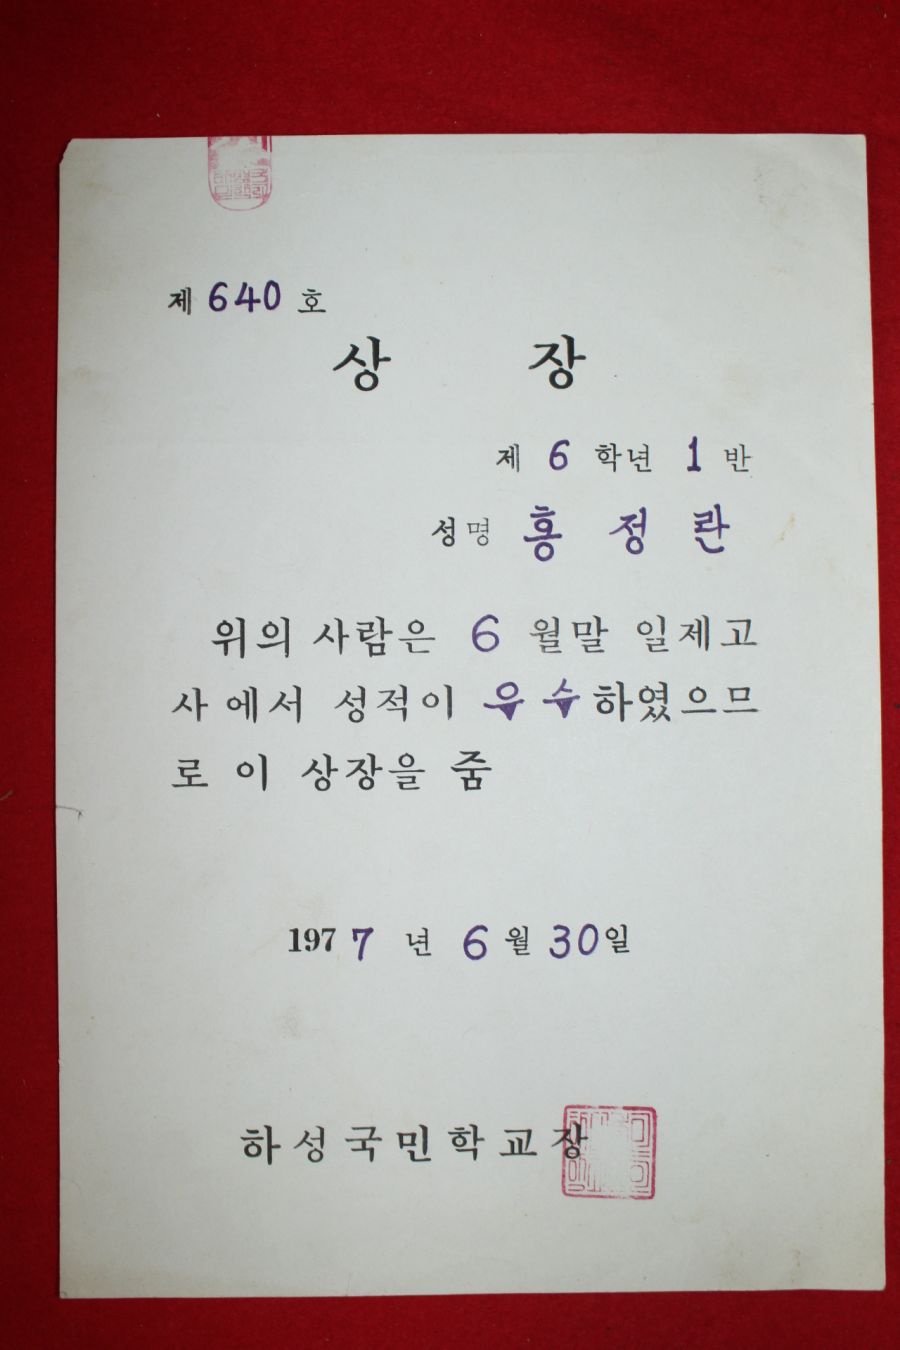 제 640 호
상 장
제 6 학년 1 반
성명 홍 정 란
위의 사람은 6 월말 일제고
사에서 성적이 우수하였으므
로 이 상장을 줌
1977 년 6 월 30일
하성국민학교장